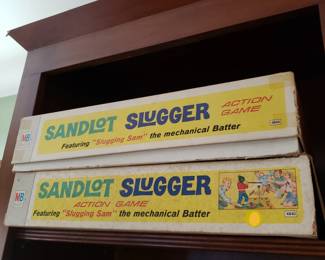 MB
SANDLOT SLUGGER ACTION
GAME
Featuring "Slugging Sam" the mechanical Batter
MB
SANDLOT SLUGGER
ACTION GAME
Featuring "Slugging Sam" the mechanical Batter